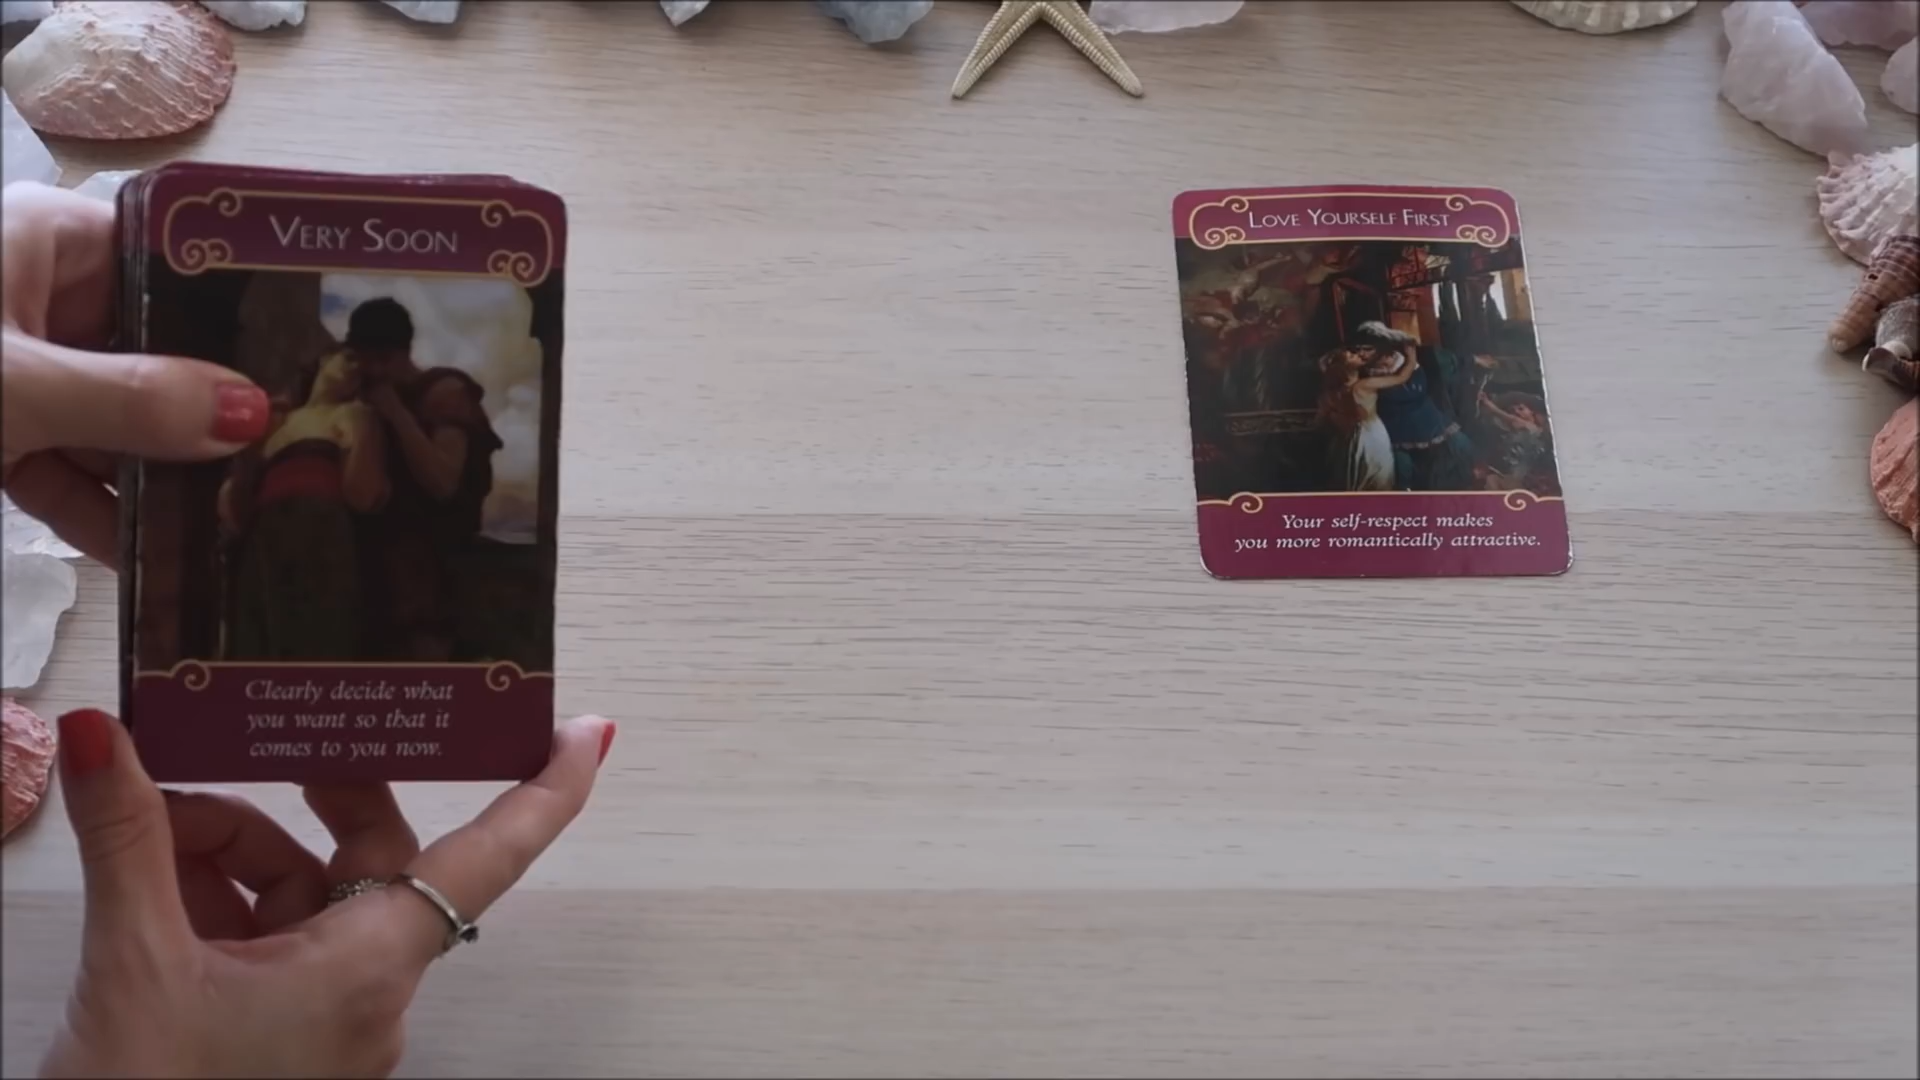 VERY SOON
Clearly decide what
you want so that it
comes to you now.
LOVE YOURSELF FIRST
Your self-respect makes
you more romantically attractive.